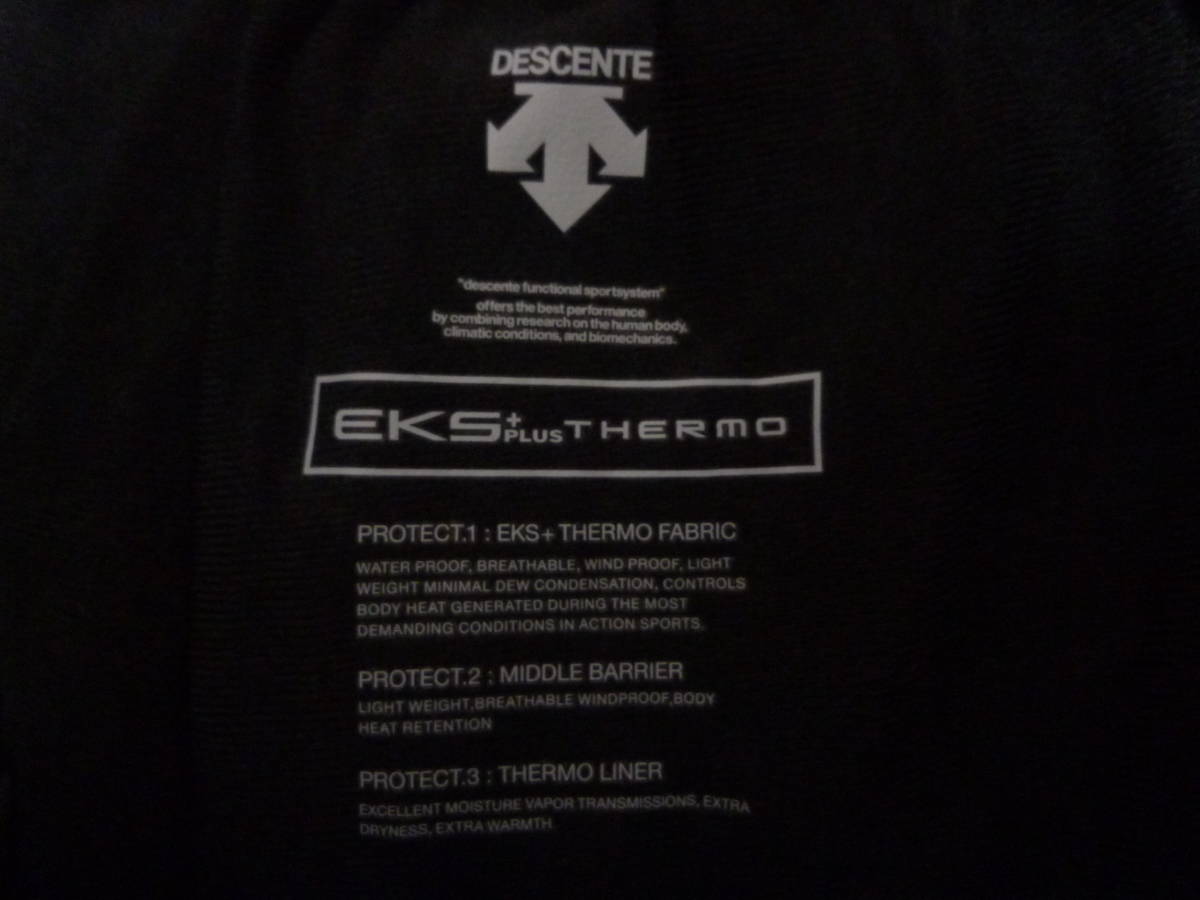 DESCENTE
"descente functional sportsystem"
offers the best performance
by combining research on the human body,
climatic conditions, and biomechanics.
EKS+PLUS THERMO
PROTECT.1 : EKS+ THERMO FABRIC
WATER PROOF, BREATHABLE, WIND PROOF, LIGHT
WEIGHT MINIMAL DEW CONDENSATION, CONTROLS
BODY HEAT GENERATED DURING THE MOST
DEMANDING CONDITIONS IN ACTION SPORTS.
PROTECT.2 : MIDDLE BARRIER
LIGHT WEIGHT,BREATHABLE WINDPROOF,BODY
HEAT RETENTION
PROTECT.3 : THERMO LINER
EXCELLENT MOISTURE VAPOR TRANSMISSIONS, EXTRA
DRYNESS, EXTRA WARMTH